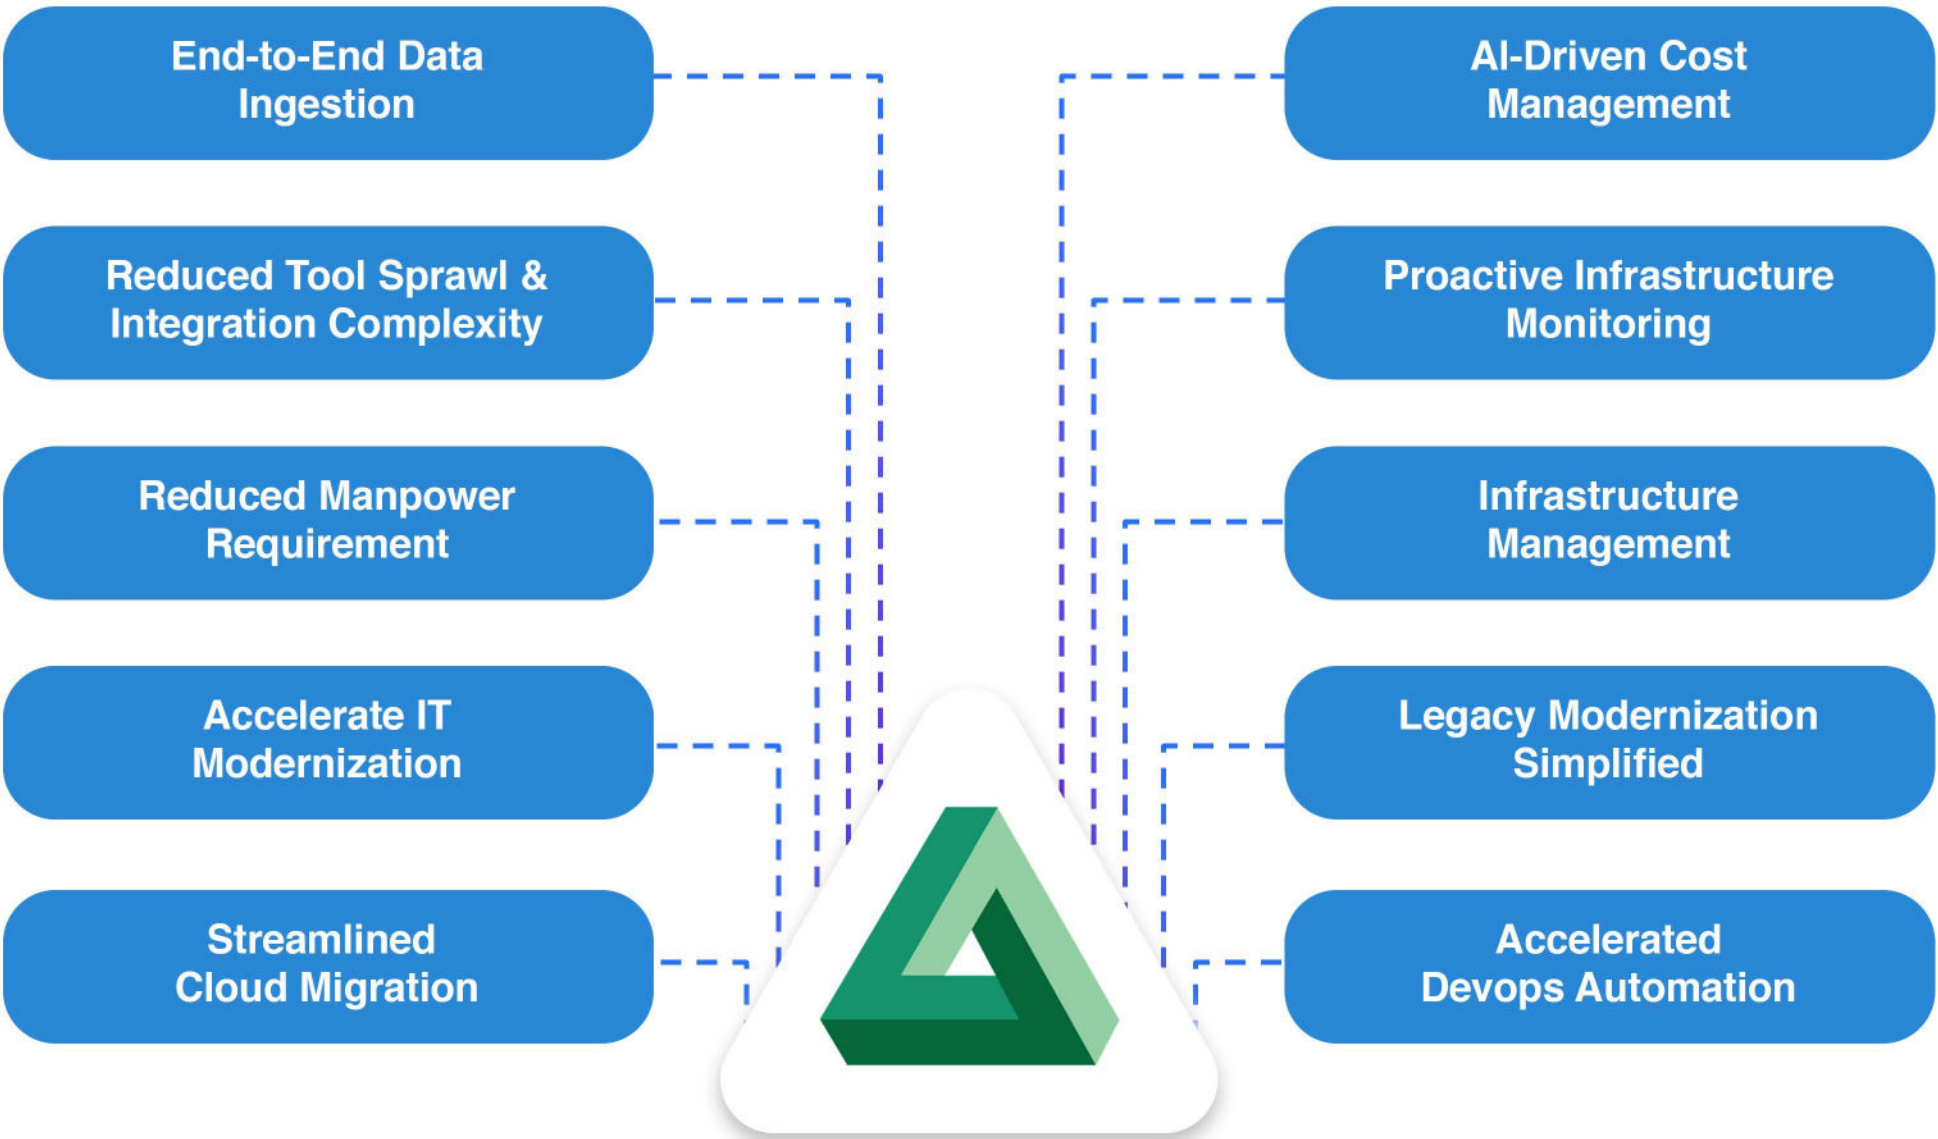 End-to-End Data
Ingestion
Reduced Tool Sprawl &
Integration Complexity
Reduced Manpower
Requirement
Accelerate IT
Modernization
Streamlined
Cloud Migration
AI-Driven Cost
Management
Proactive Infrastructure
Monitoring
Infrastructure
Management
Legacy Modernization
Simplified
Accelerated
Devops Automation